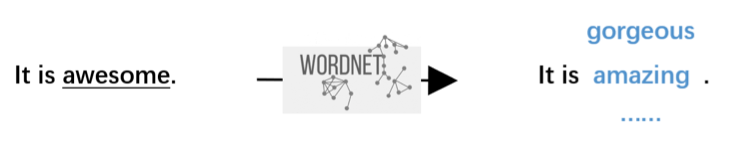 gorgeous
It is awesome. WORDNET It is amazing .
......